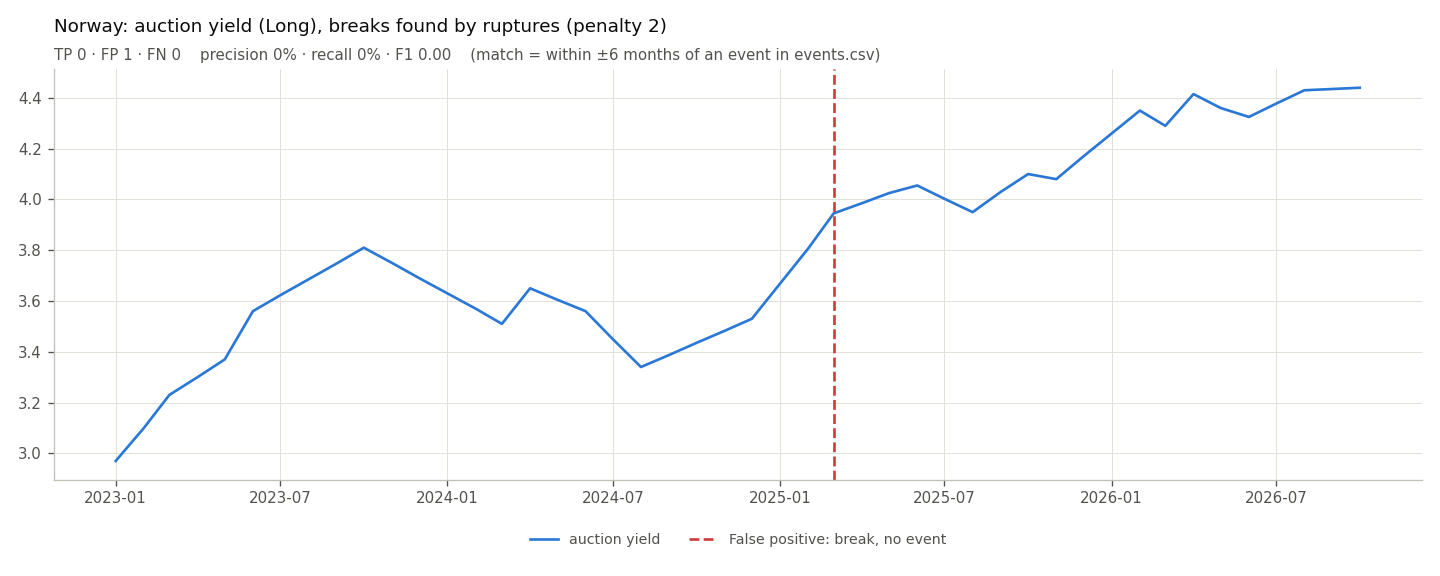 Norway: auction yield (Long), breaks found by ruptures (penalty 2)
TP 0 · FP 1 · FN 0    precision 0% · recall 0% · F1 0.00    (match = within ±6 months of an event in events.csv)
4.4
4.2
4.0
3.8
3.6
3.4
3.2
3.0
2023-01 2023-07 2024-01 2024-07 2025-01 2025-07 2026-01 2026-07
auction yield False positive: break, no event